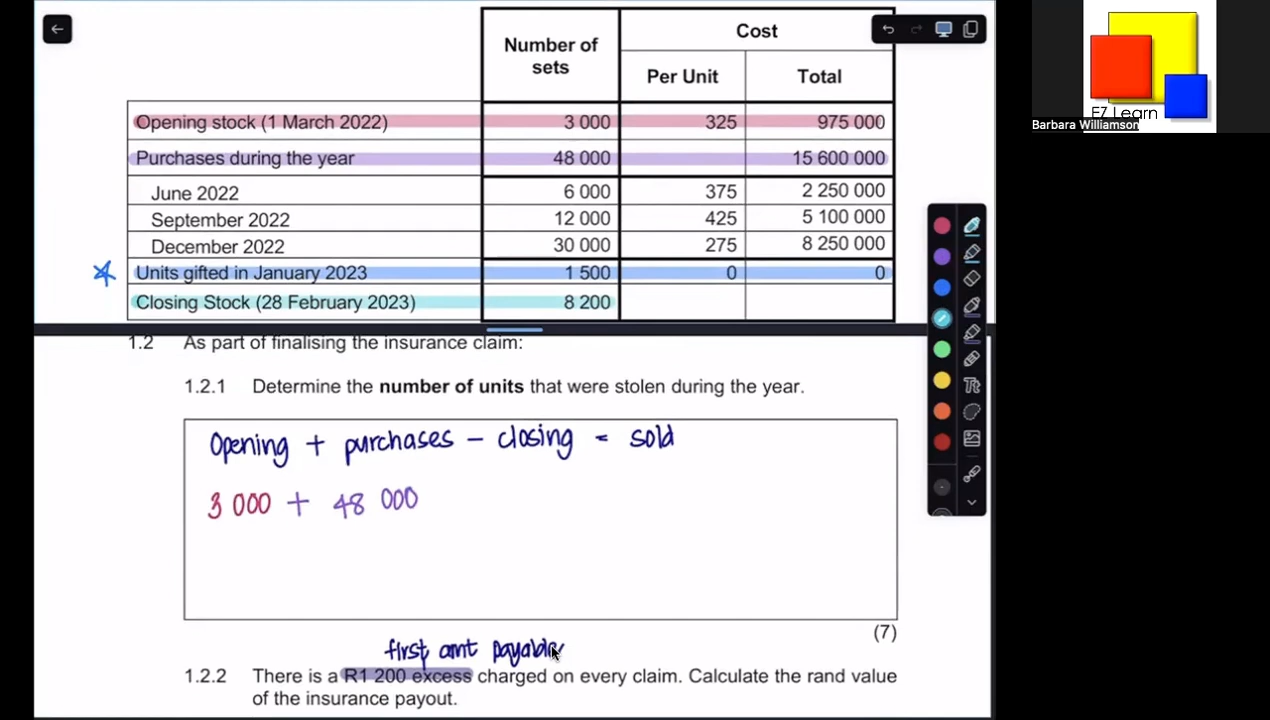 Number of sets
Cost
Per Unit
Total
Opening stock (1 March 2022) 3 000 325 975 000
Purchases during the year 48 000 15 600 000
June 2022 6 000 375 2 250 000
September 2022 12 000 425 5 100 000
December 2022 30 000 275 8 250 000
Units gifted in January 2023 1 500 0 0
Closing Stock (28 February 2023) 8 200
1.2 As part of finalising the insurance claim:
1.2.1 Determine the number of units that were stolen during the year.
Opening + purchases - closing = sold
3 000 + 48 000
(7)
first amt payable
1.2.2 There is a R1 200 excess charged on every claim. Calculate the rand value
of the insurance payout.
EZ Learn
Barbara Williamson
Tt